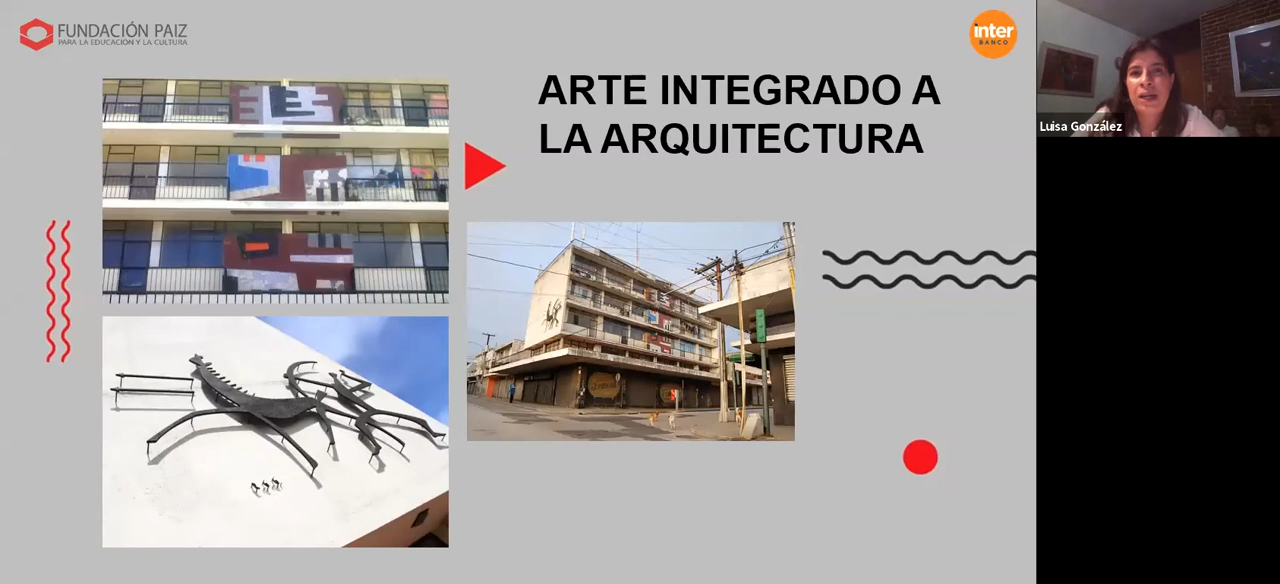 FUNDACIÓN PAIZ
PARA LA EDUCACIÓN Y LA CULTURA
inter
BANCO
ARTE INTEGRADO A
LA ARQUITECTURA
Luisa González